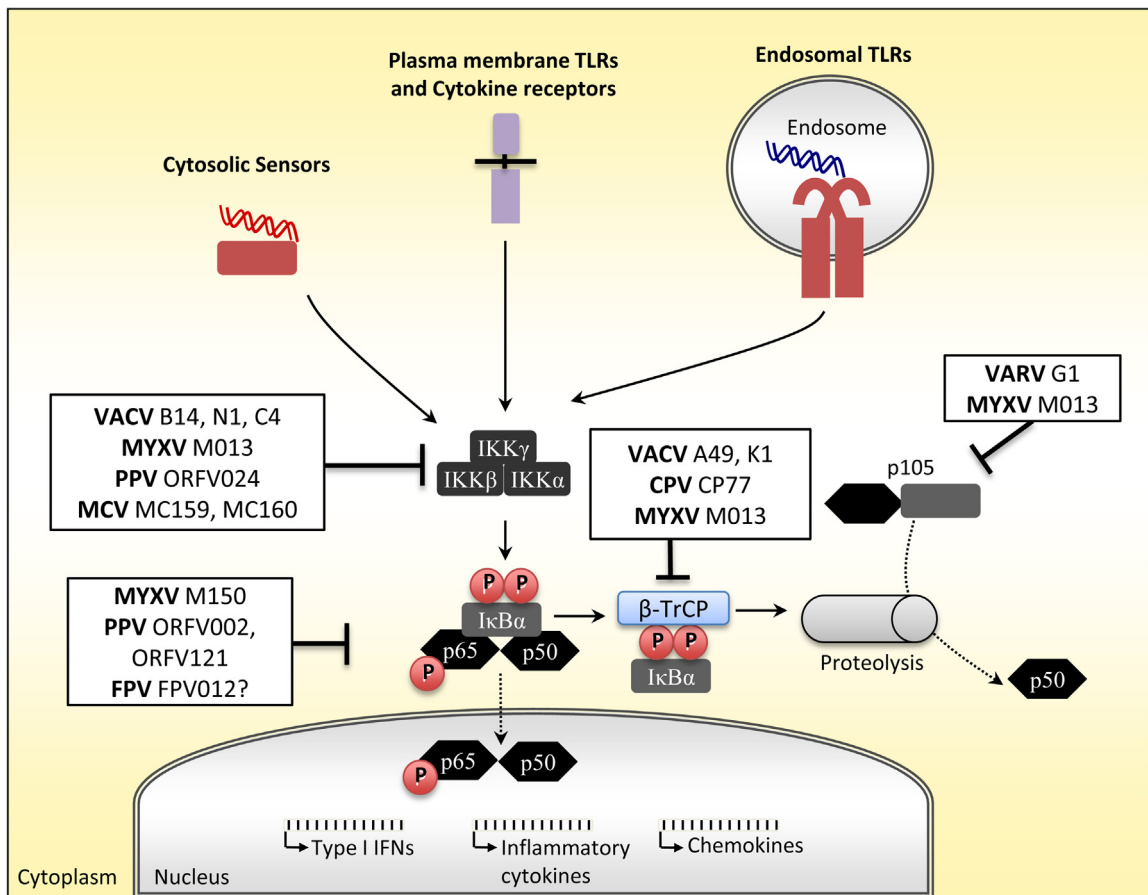 Plasma membrane TLRs
and Cytokine receptors
Endosomal TLRs
Endosome
Cytosolic Sensors
VARV G1
MYXV M013
VACV B14, N1, C4
MYXV M013
PPV ORFV024
MCV MC159, MC160
IKKγ
IKKβ IKKα
VACV A49, K1
CPV CP77
MYXV M013
p105
MYXV M150
PPV ORFV002,
ORFV121
FPV FPV012?
P P
IκBα
p65 p50
P
β-TrCP
P P
IκBα
Proteolysis
p50
p65 p50
P
Type I IFNs
Inflammatory
cytokines
Chemokines
Cytoplasm
Nucleus